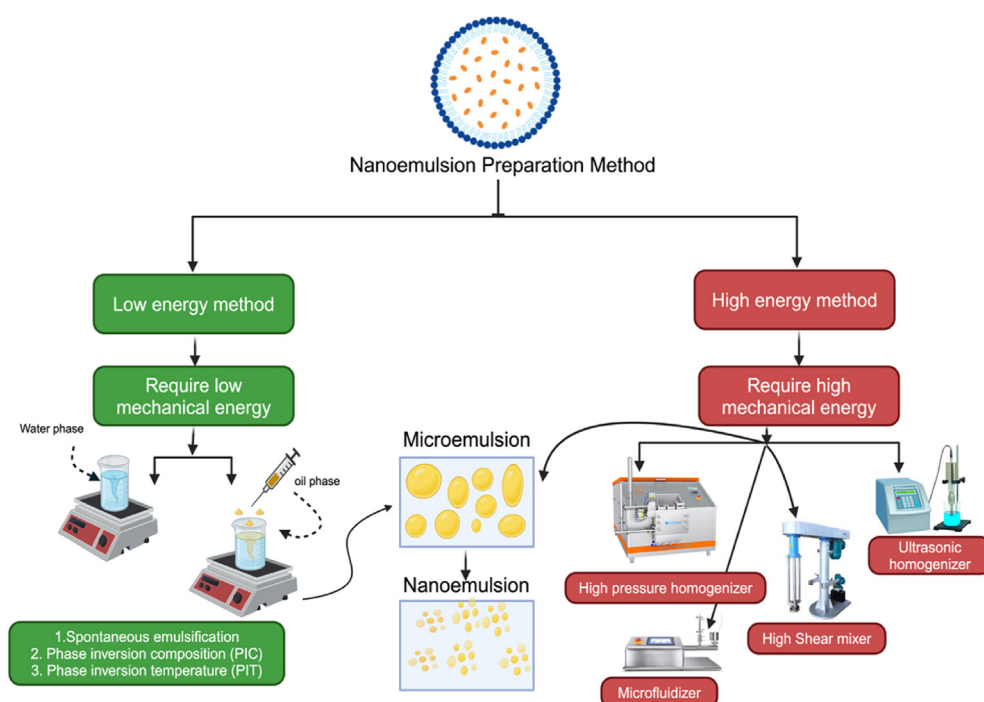 Nanoemulsion Preparation Method
Low energy method
High energy method
Require low
mechanical energy
Require high
mechanical energy
Water phase
oil phase
Microemulsion
Nanoemulsion
1.Spontaneous emulsification
2. Phase inversion composition (PIC)
3. Phase inversion temperature (PIT)
High pressure homogenizer
Ultrasonic
homogenizer
High Shear mixer
Microfluidizer